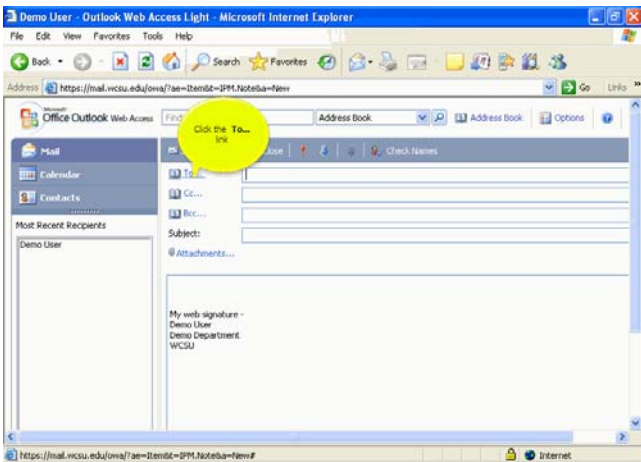 Demo User - Outlook Web Access Light - Microsoft Internet Explorer
File Edit View Favorites Tools Help
Back Search Favorites
Address https://mail.wcsu.edu/owa/?ae=Item&t=IPM.Note&a=New Go Links »
Microsoft
Office Outlook Web Access Find Address Book Address Book Options
Click the To...
link
Mail
Close Check Names
Calendar
To...
Contacts
Cc...
Bcc...
Most Recent Recipients
Subject:
Demo User
Attachments...
My web signature -
Demo User
Demo Department
WCSU
https://mail.wcsu.edu/owa/?ae=Item&t=IPM.Note&a=New# Internet